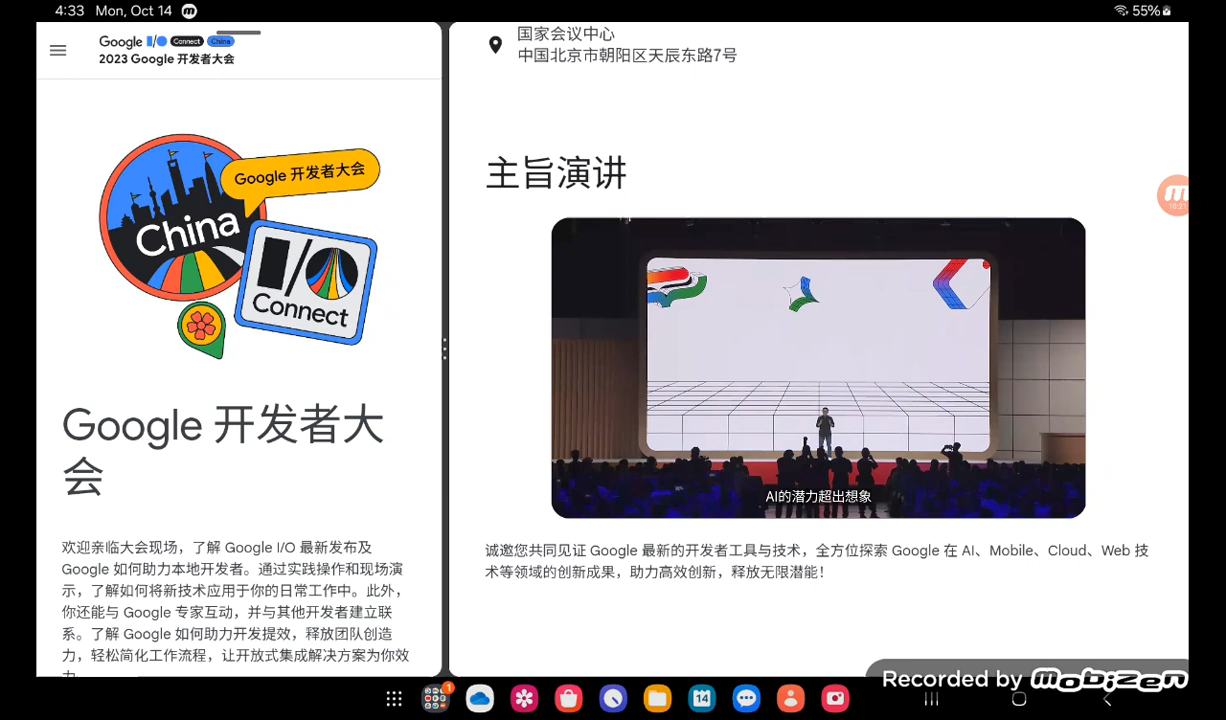 4:33 Mon, Oct 14 m
55%
Google I/O Connect China
2023 Google 开发者大会
Google 开发者大会
China
I/O
Connect
Google 开发者大
会
欢迎亲临大会现场，了解 Google I/O 最新发布及
Google 如何助力本地开发者。通过实践操作和现场演
示，了解如何将新技术应用于你的日常工作中。此外，
你还能与 Google 专家互动，并与其他开发者建立联
系。了解 Google 如何助力开发提效，释放团队创造
力，轻松简化工作流程，让开放式集成解决方案为你效
力。
国家会议中心
中国北京市朝阳区天辰东路7号
主旨演讲
AI的潜力超出想象
诚邀您共同见证 Google 最新的开发者工具与技术，全方位探索 Google 在 AI、Mobile、Cloud、Web 技
术等领域的创新成果，助力高效创新，释放无限潜能！
m
1
14
Recorded by mobizen